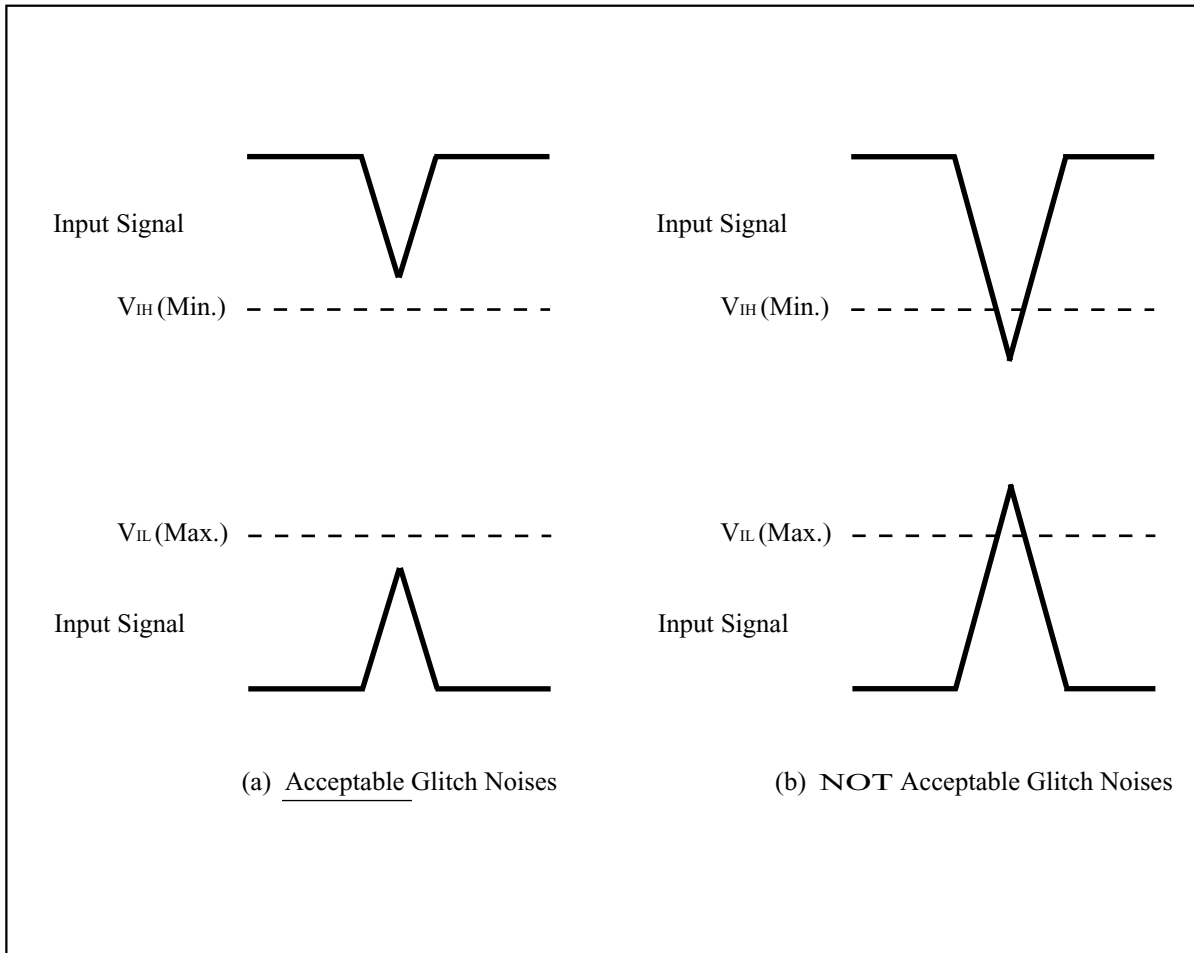 Input Signal
VIH (Min.)
VIL (Max.)
Input Signal
(a) Acceptable Glitch Noises
Input Signal
VIH (Min.)
VIL (Max.)
Input Signal
(b) NOT Acceptable Glitch Noises